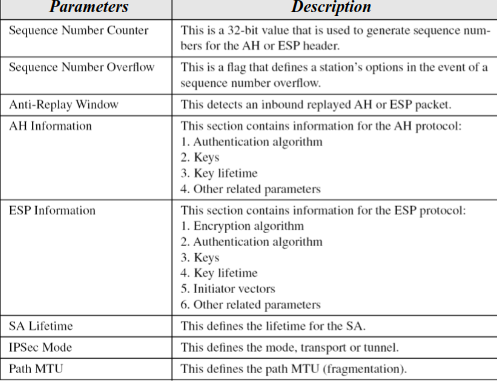 Parameters Description
Sequence Number Counter This is a 32-bit value that is used to generate sequence num-
bers for the AH or ESP header.
Sequence Number Overflow This is a flag that defines a station's options in the event of a
sequence number overflow.
Anti-Replay Window This detects an inbound replayed AH or ESP packet.
AH Information This section contains information for the AH protocol:
1. Authentication algorithm
2. Keys
3. Key lifetime
4. Other related parameters
ESP Information This section contains information for the ESP protocol:
1. Encryption algorithm
2. Authentication algorithm
3. Keys
4. Key lifetime
5. Initiator vectors
6. Other related parameters
SA Lifetime This defines the lifetime for the SA.
IPSec Mode This defines the mode, transport or tunnel.
Path MTU This defines the path MTU (fragmentation).